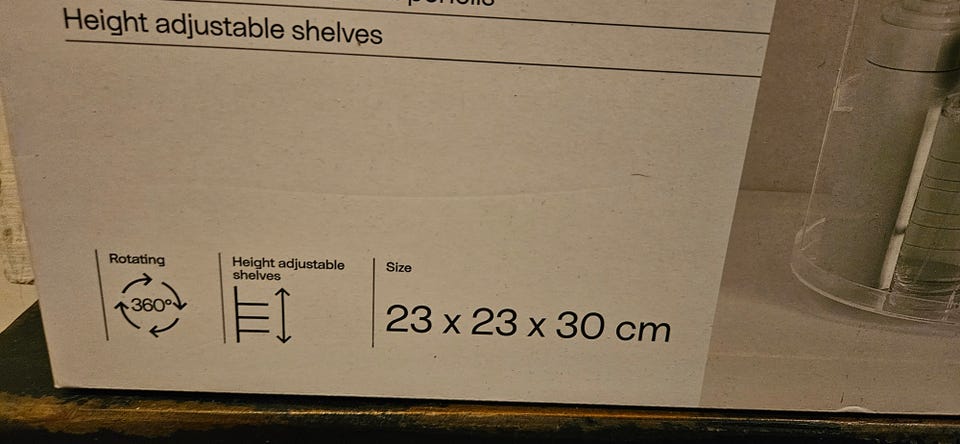 Height adjustable shelves
Rotating
360°
Height adjustable
shelves
Size
23 x 23 x 30 cm